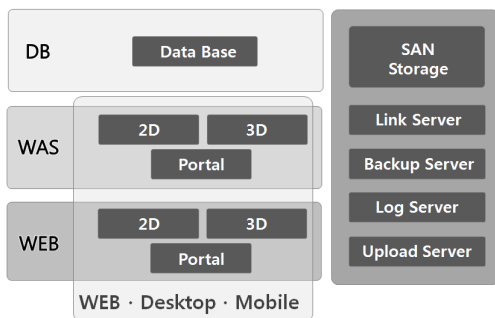 DB
Data Base
WAS
2D
3D
Portal
WEB
2D
3D
Portal
WEB · Desktop · Mobile
SAN
Storage
Link Server
Backup Server
Log Server
Upload Server